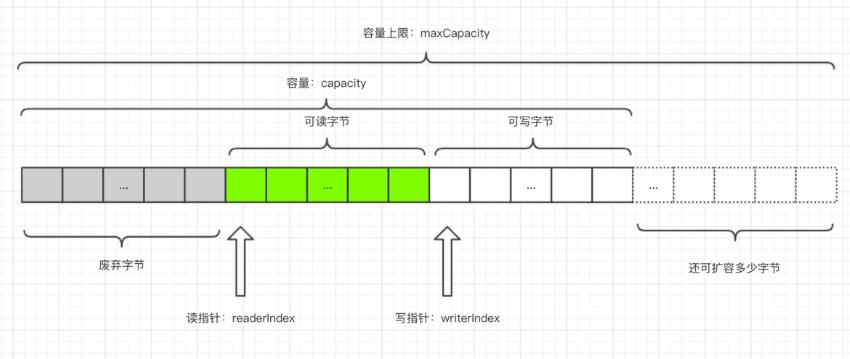 容量上限：maxCapacity
容量：capacity
可读字节
可写字节
...
...
...
...
废弃字节
还可扩容多少字节
读指针：readerIndex
写指针：writerIndex